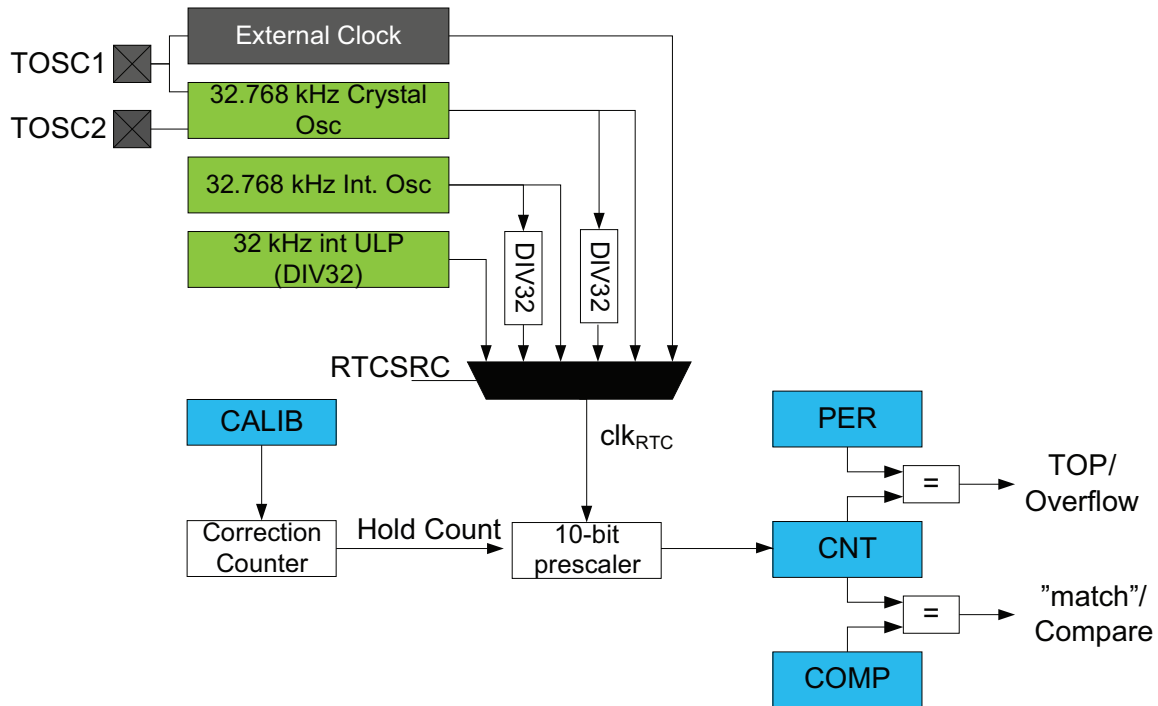 External Clock
TOSC1
32.768 kHz Crystal
Osc
TOSC2
32.768 kHz Int. Osc
32 kHz int ULP
(DIV32)
DIV32
DIV32
RTCSRC
CALIB
clkRTC
PER
=
TOP/
Overflow
Correction
Counter
Hold Count
10-bit
prescaler
CNT
=
”match”/
Compare
COMP